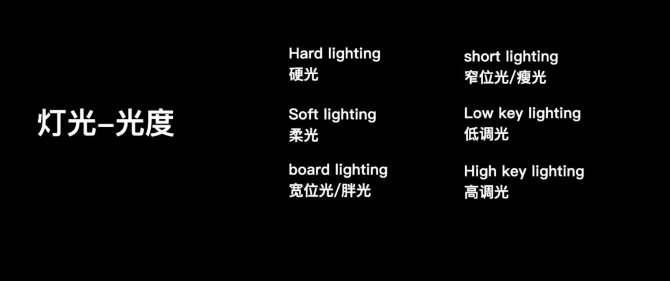 灯光-光度
Hard lighting
硬光
Soft lighting
柔光
board lighting
宽位光/胖光
short lighting
窄位光/瘦光
Low key lighting
低调光
High key lighting
高调光